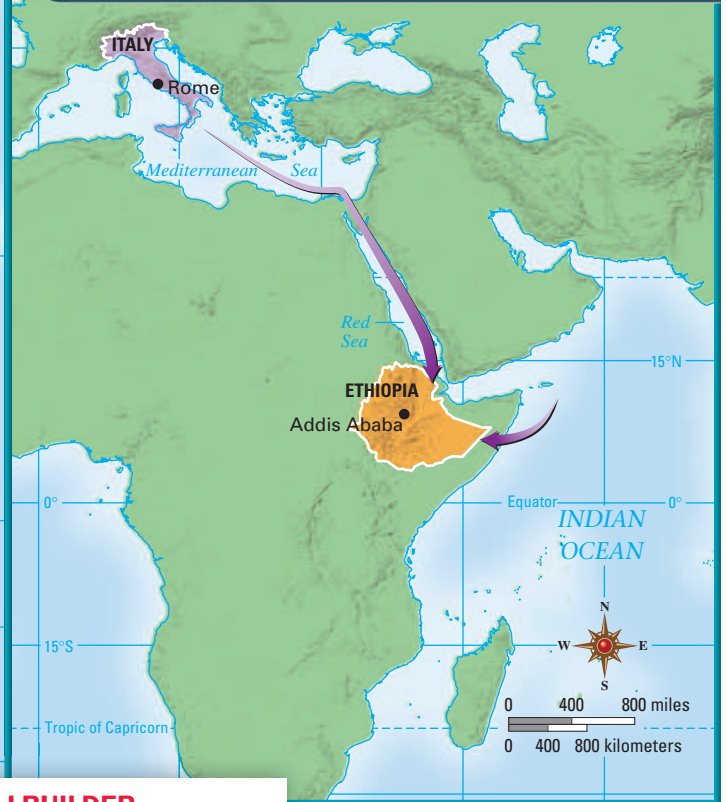 ITALY
Rome
Mediterranean Sea
Red
Sea
15°N
ETHIOPIA
Addis Ababa
0°
Equator
0°
INDIAN
OCEAN
N
W
E
S
15°S
0 400 800 miles
Tropic of Capricorn
0 400 800 kilometers